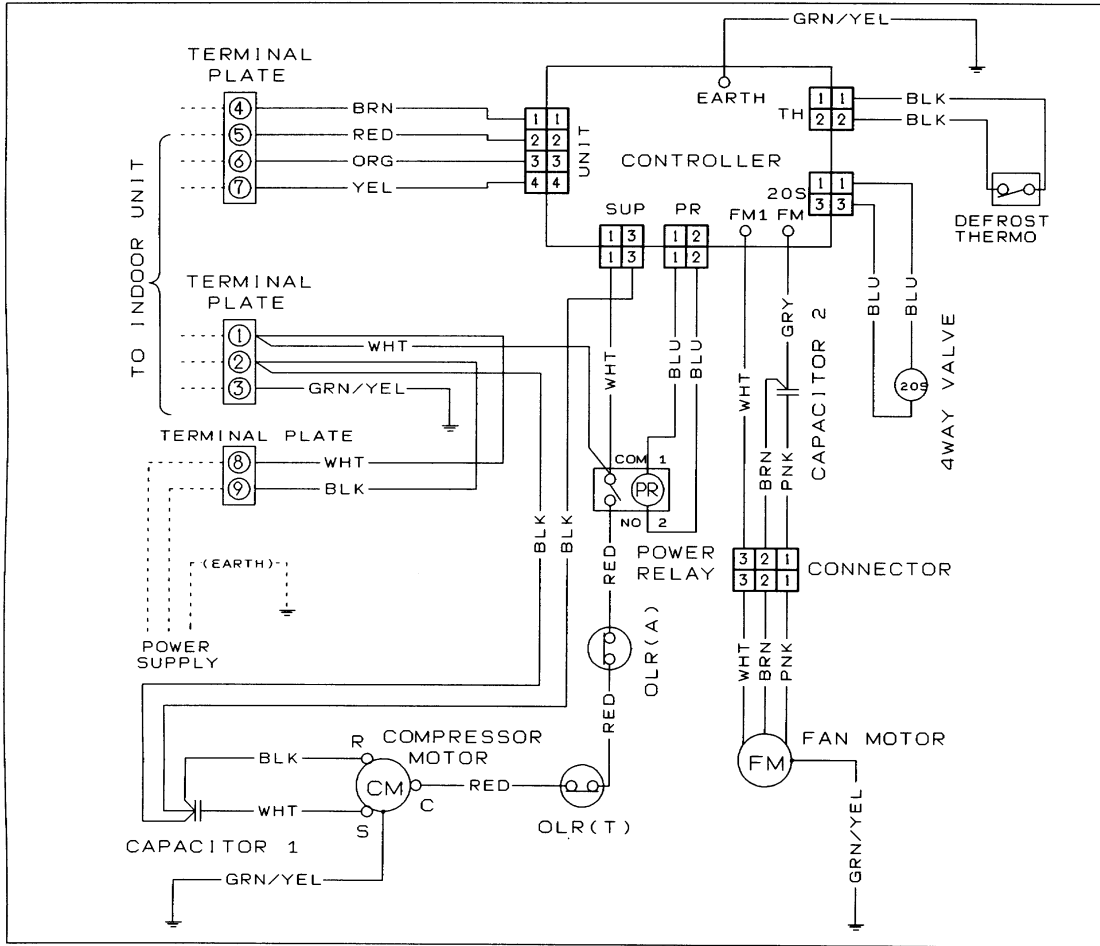 GRN/YEL
TERMINAL
PLATE
EARTH
4 BRN 1 1
5 RED 2 2
6 ORG 3 3
7 YEL 4 4
UNIT
TH
1 1 BLK
2 2 BLK
CONTROLLER
20S
1 1
3 3
DEFROST
THERMO
SUP
1 3
1 3
PR
1 2
1 2
FM1 FM
TO INDOOR UNIT
TERMINAL
PLATE
1 WHT
2
3 GRN/YEL
WHT
BLU
BLU
WHT
GRY
CAPACITOR 2
BLU
BLU
20S
4WAY VALVE
TERMINAL PLATE
8 WHT
9 BLK
BRN
PNK
COM 1
PR
NO 2
BLK
BLK
RED
POWER
RELAY
3 2 1
3 2 1
CONNECTOR
(EARTH)
POWER
SUPPLY
OLR(A)
WHT
BRN
PNK
RED
FM
FAN MOTOR
COMPRESSOR
MOTOR
BLK
R
CM
C
RED
WHT
S
OLR(T)
CAPACITOR 1
GRN/YEL
GRN/YEL